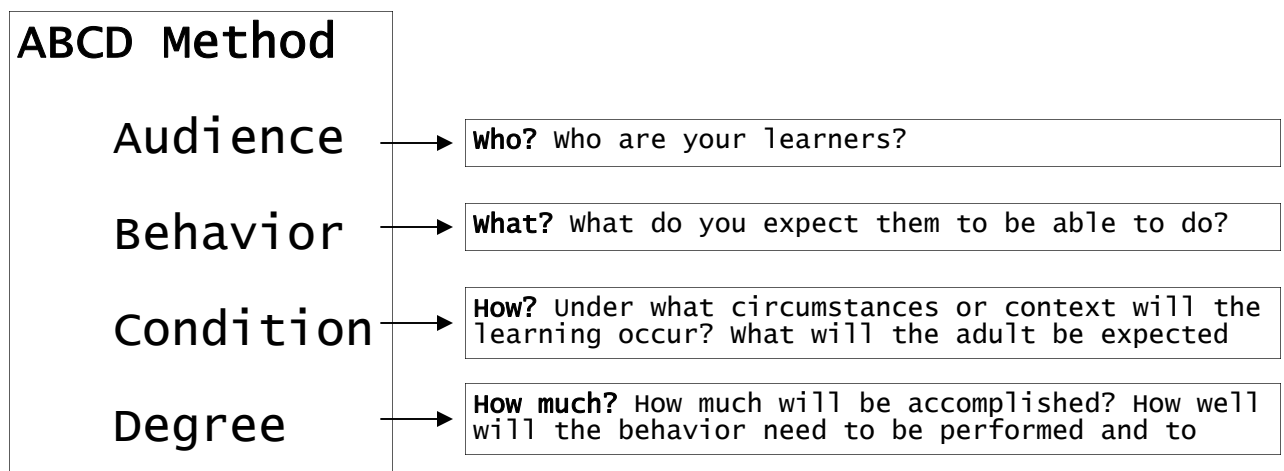 ABCD Method
Audience
Who? Who are your learners?
Behavior
What? What do you expect them to be able to do?
Condition
How? Under what circumstances or context will the
learning occur? What will the adult be expected
Degree
How much? How much will be accomplished? How well
will the behavior need to be performed and to